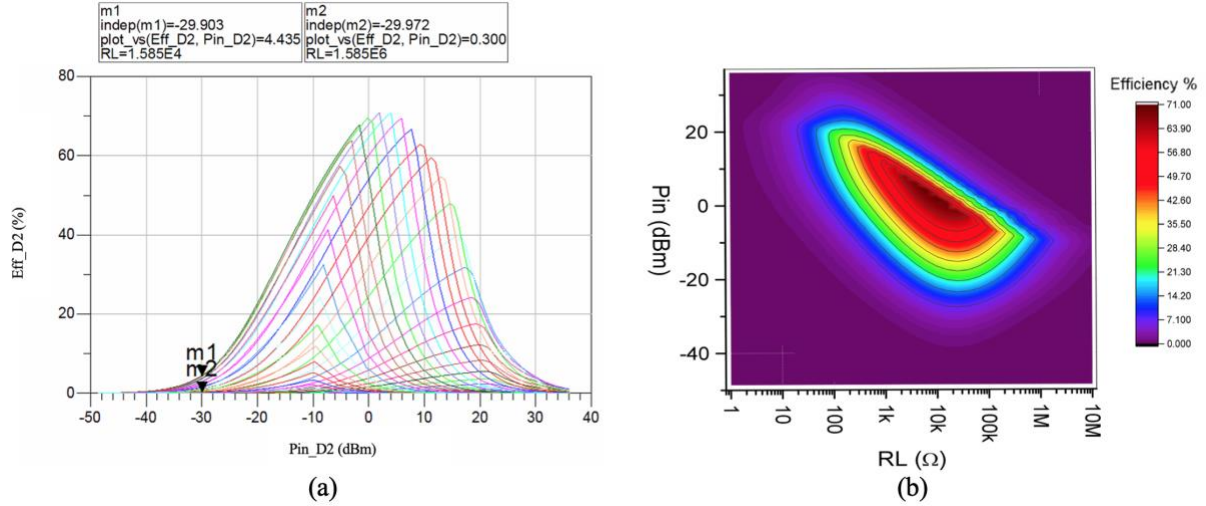 m1
indep(m1)=-29.903
plot_vs(Eff_D2, Pin_D2)=4.435
RL=1.585E4
m2
indep(m2)=-29.972
plot_vs(Eff_D2, Pin_D2)=0.300
RL=1.585E6
80
60
40
20
0
Eff_D2 (%)
m1
m2
-50 -40 -30 -20 -10 0 10 20 30 40
Pin_D2 (dBm)
(a)
Efficiency %
71.00
63.90
56.80
49.70
42.60
35.50
28.40
21.30
14.20
7.100
0.000
20
0
-20
-40
Pin (dBm)
1 10 100 1k 10k 100k 1M 10M
RL (Ω)
(b)